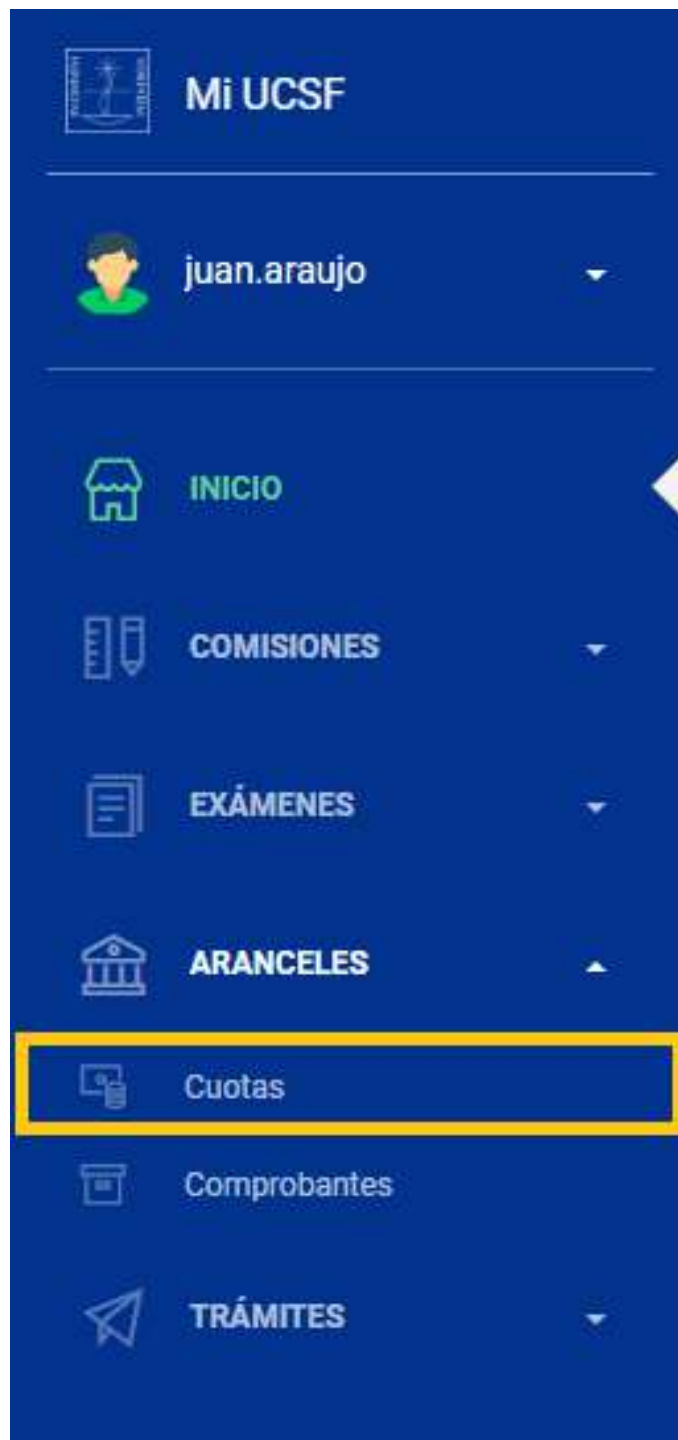 Mi UCSF
juan.araujo
INICIO
COMISIONES
EXÁMENES
ARANCELES
Cuotas
Comprobantes
TRÁMITES